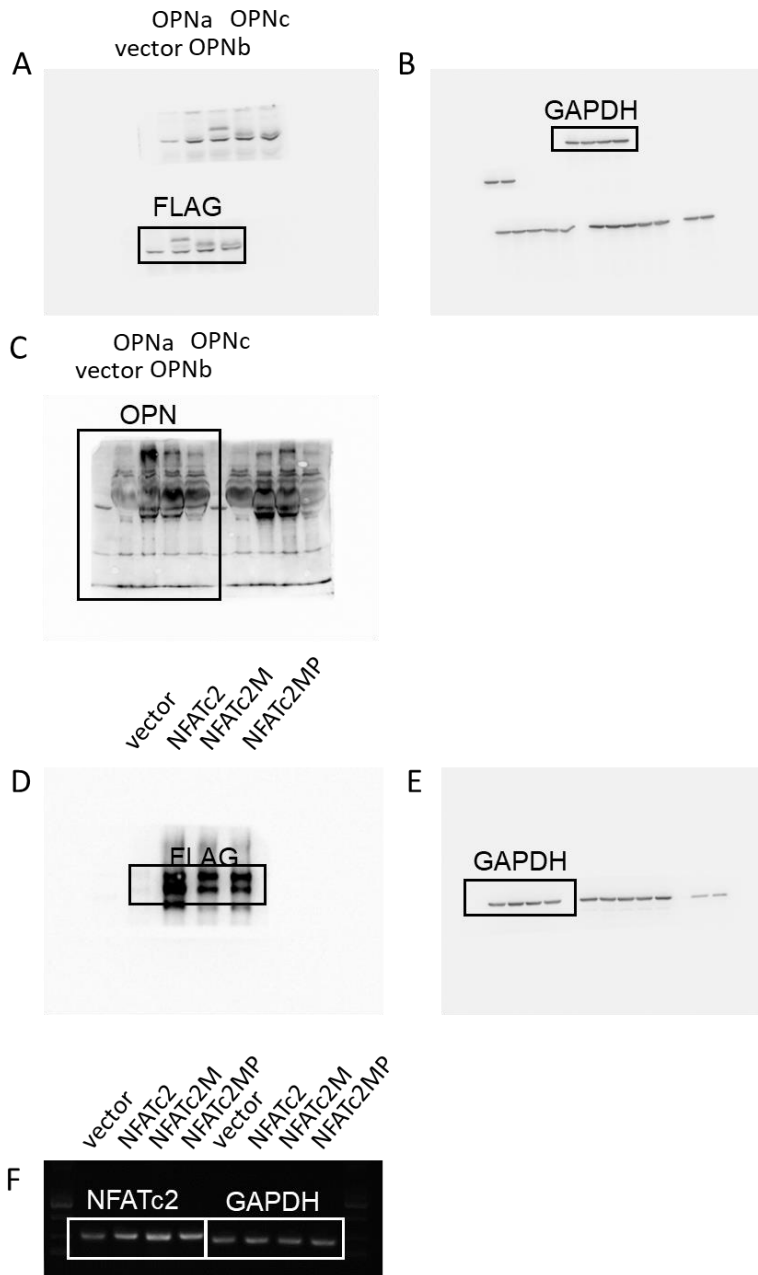 OPNa OPNc
vector OPNb
A
B
GAPDH
FLAG
C
OPNa OPNc
vector OPNb
OPN
vector NFATc2 NFATc2M NFATc2MP
D
E
FLAG
GAPDH
vector NFATc2 NFATc2M NFATc2MP vector NFATc2 NFATc2M NFATc2MP
F
NFATc2 GAPDH